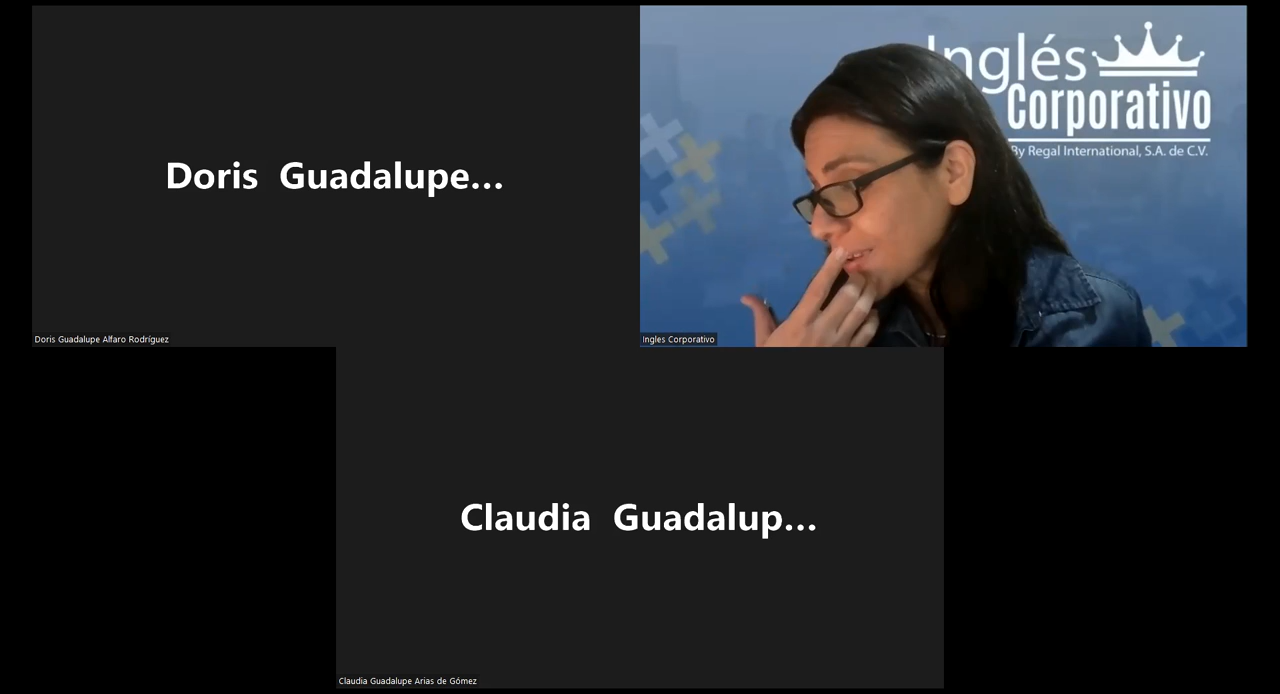 Doris Guadalupe...
Doris Guadalupe Alfaro Rodríguez
Inglés
Corporativo
By Regal International, S.A. de C.V.
Ingles Corporativo
Claudia Guadalup...
Claudia Guadalupe Arias de Gómez